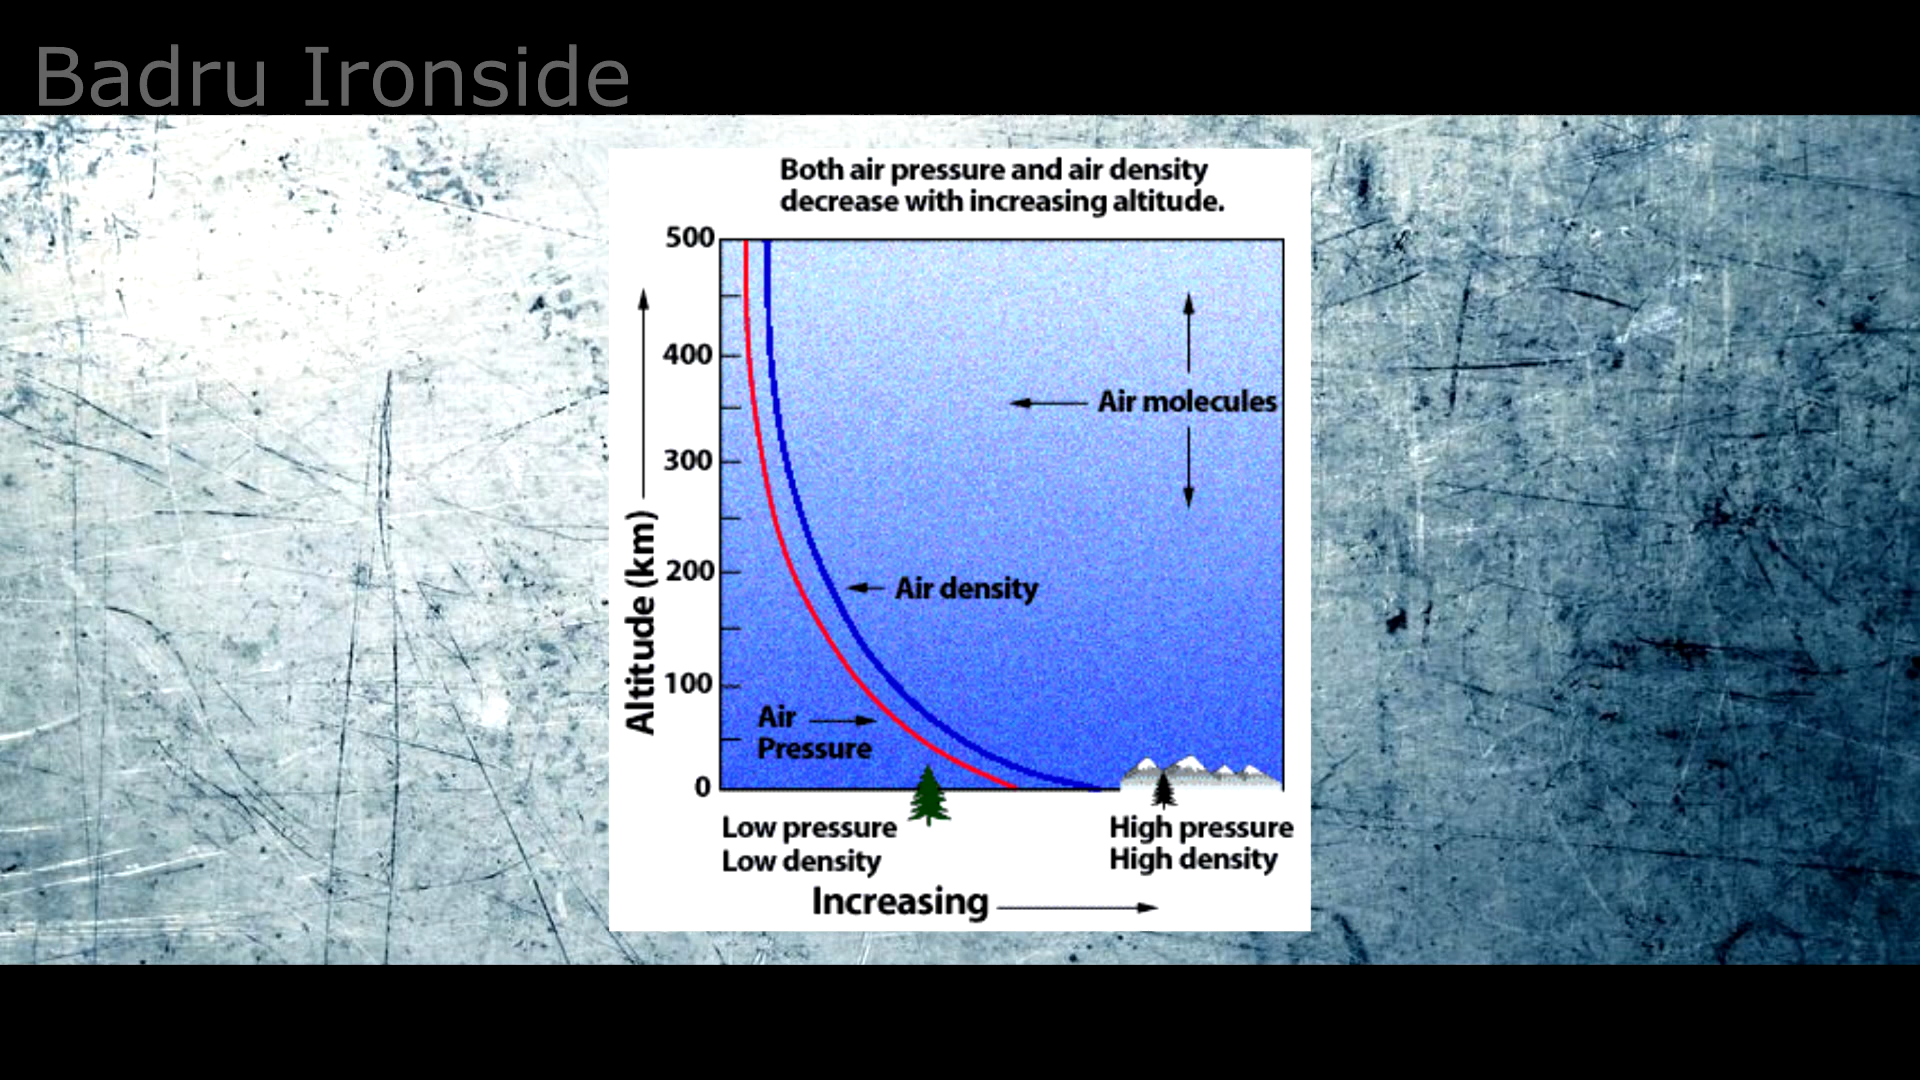 Badru Ironside
Both air pressure and air density
decrease with increasing altitude.
500
400
300
200
100
0
Altitude (km)
Air molecules
Air density
Air
Pressure
Low pressure
Low density
High pressure
High density
Increasing